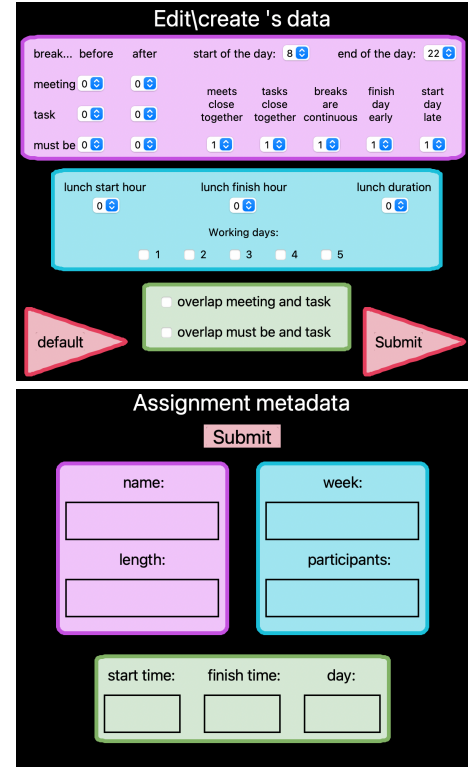 Edit\create 's data
break... before after start of the day: 8 end of the day: 22
meeting 0 0
task 0 0
must be 0 0
meets close together
tasks close together
breaks are continuous
finish day early
start day late
1 1 1 1 1
lunch start hour lunch finish hour lunch duration
0 0 0
Working days:
1 2 3 4 5
overlap meeting and task
overlap must be and task
default
Submit
Assignment metadata
Submit
name: week:
length: participants:
start time: finish time: day: